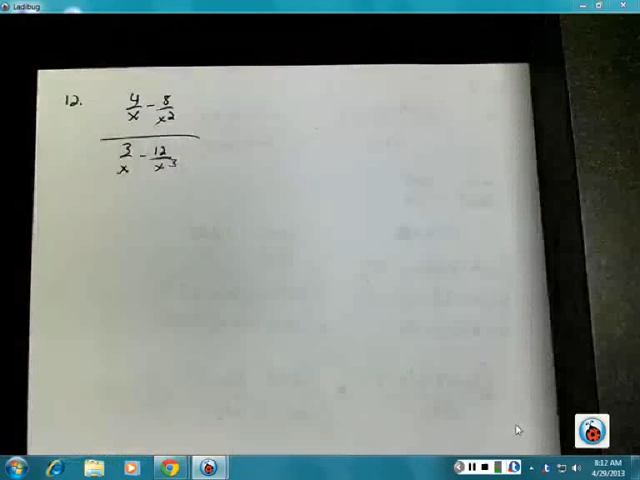 Ladibug
12. 4/x - 8/x2
3/x - 12/x3
8:12 AM
4/29/2013